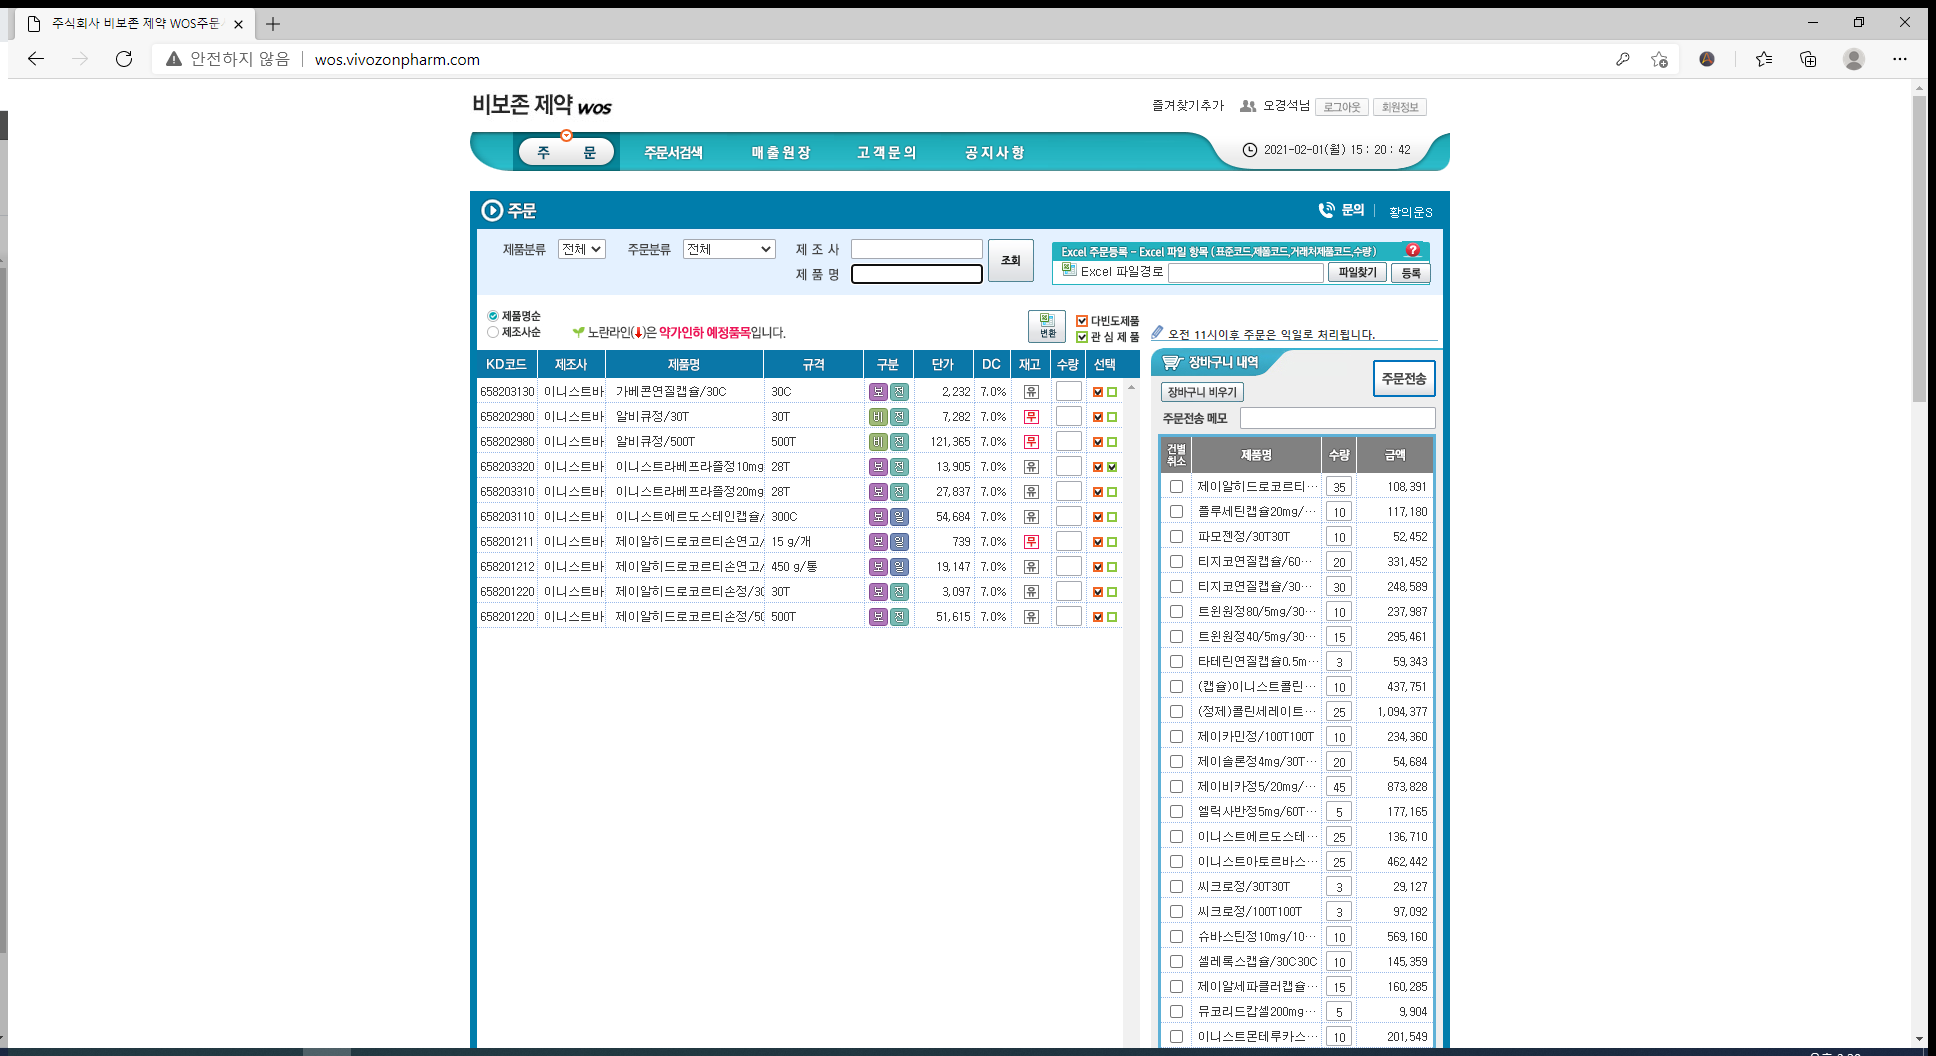 주식회사 비보존 제약 WOS주문
안전하지 않음 wos.vivozonpharm.com
비보존 제약 wos
즐겨찾기추가 오경석님 로그아웃 회원정보
주 문 주문서검색 매출원장 고객문의 공지사항 2021-02-01(월) 15 : 20 : 42
주문 문의 황의운S
제품분류 전체 주문분류 전체 제 조 사 조회
제 품 명
Excel 주문등록 - Excel 파일 항목 (표준코드,제품코드,거래처제품코드,수량)
Excel 파일경로 파일찾기 등록
제품명순
제조사순
노란라인(↓)은 약가인하 예정품목입니다.
변환 다빈도제품
관 심 제 품
오전 11시이후 주문은 익일로 처리됩니다.
KD코드 제조사 제품명 규격 구분 단가 DC 재고 수량 선택
658203130 이니스트바 가베콘연질캡슐/30C 30C 보 전 2,232 7.0% 유
658202980 이니스트바 알비큐정/30T 30T 비 전 7,282 7.0% 무
658202980 이니스트바 알비큐정/500T 500T 비 전 121,365 7.0% 무
658203320 이니스트바 이니스트라베프라졸정10mg 28T 보 전 13,905 7.0% 유
658203310 이니스트바 이니스트라베프라졸정20mg 28T 보 전 27,837 7.0% 유
658203110 이니스트바 이니스트에르도스테인캡슐/ 300C 보 일 54,684 7.0% 유
658201211 이니스트바 제이알히드로코르티손연고/ 15 g/개 보 일 739 7.0% 무
658201212 이니스트바 제이알히드로코르티손연고/ 450 g/통 보 일 19,147 7.0% 유
658201220 이니스트바 제이알히드로코르티손정/30 30T 보 전 3,097 7.0% 유
658201220 이니스트바 제이알히드로코르티손정/50 500T 보 전 51,615 7.0% 유
장바구니 내역
장바구니 비우기 주문전송
주문전송 메모
건별취소 제품명 수량 금액
제이알히드로코르티… 35 108,391
플루세틴캡슐20mg/… 10 117,180
파모젠정/30T30T 10 52,452
티지코연질캡슐/60… 20 331,452
티지코연질캡슐/30… 30 248,589
트윈원정80/5mg/30… 10 237,987
트윈원정40/5mg/30… 15 295,461
타테린연질캡슐0.5m… 3 59,343
(캡슐)이니스트콜린… 10 437,751
(정제)콜린세레이트… 25 1,094,377
제이카민정/100T100T 10 234,360
제이솔론정4mg/30T… 20 54,684
제이비카정5/20mg/… 45 873,828
엘릭사반정5mg/60T… 5 177,165
이니스트에르도스테… 25 136,710
이니스트아토르바스… 25 462,442
씨크로정/30T30T 3 29,127
씨크로정/100T100T 3 97,092
슈바스틴정10mg/10… 10 569,160
셀레록스캡슐/30C30C 10 145,359
제이알세파클러캡슐… 15 160,285
뮤코리드캅셀200mg… 5 9,904
이니스트몬테루카스… 10 201,549